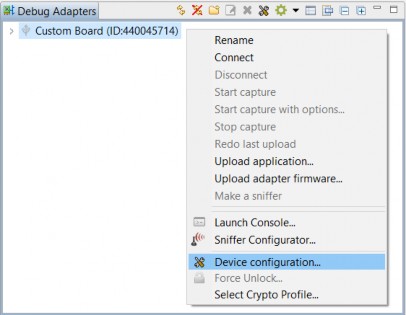 Debug Adapters
Custom Board (ID:440045714)
Rename
Connect
Disconnect
Start capture
Start capture with options...
Stop capture
Redo last upload
Upload application...
Upload adapter firmware...
Make a sniffer
Launch Console...
Sniffer Configurator...
Device configuration...
Force Unlock...
Select Crypto Profile...